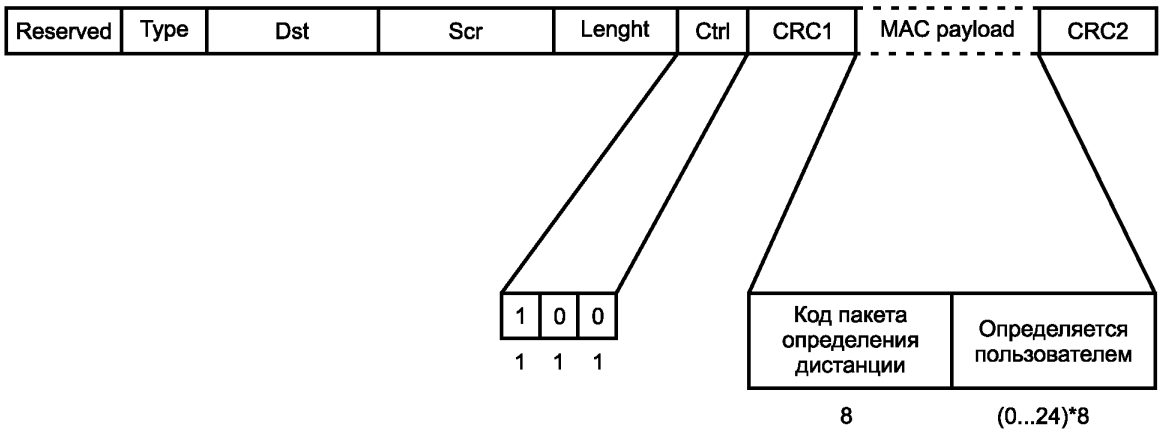 Reserved Type Dst Scr Lenght Ctrl CRC1 MAC payload CRC2
1 0 0
1 1 1
Код пакета
определения
дистанции
Определяется
пользователем
8 (0...24)*8